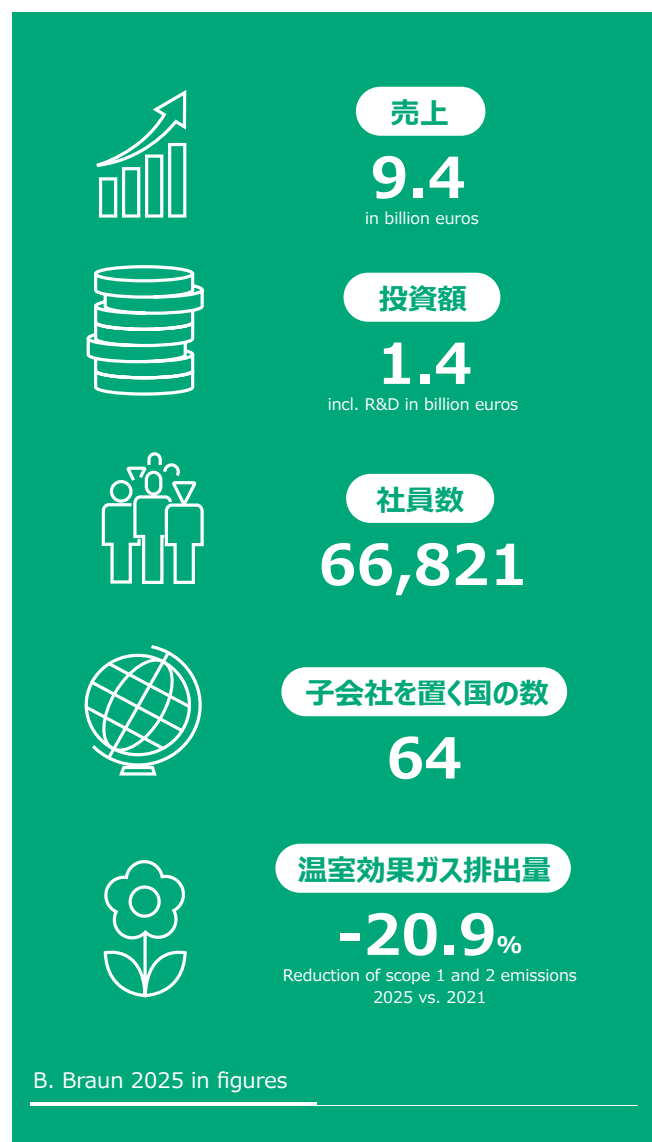 売上
9.4
in billion euros
投資額
1.4
incl. R&D in billion euros
社員数
66,821
子会社を置く国の数
64
温室効果ガス排出量
-20.9%
Reduction of scope 1 and 2 emissions
2025 vs. 2021
B. Braun 2025 in figures